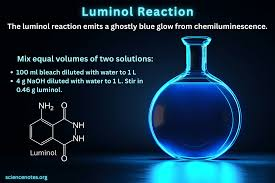 Luminol Reaction
The luminol reaction emits a ghostly blue glow from chemiluminescence.
Mix equal volumes of two solutions:
• 100 ml bleach diluted with water to 1 L
• 4 g NaOH diluted with water to 1 L. Stir in
0.46 g luminol.
NH₂ O
NH
NH
O
Luminol
sciencenotes.org